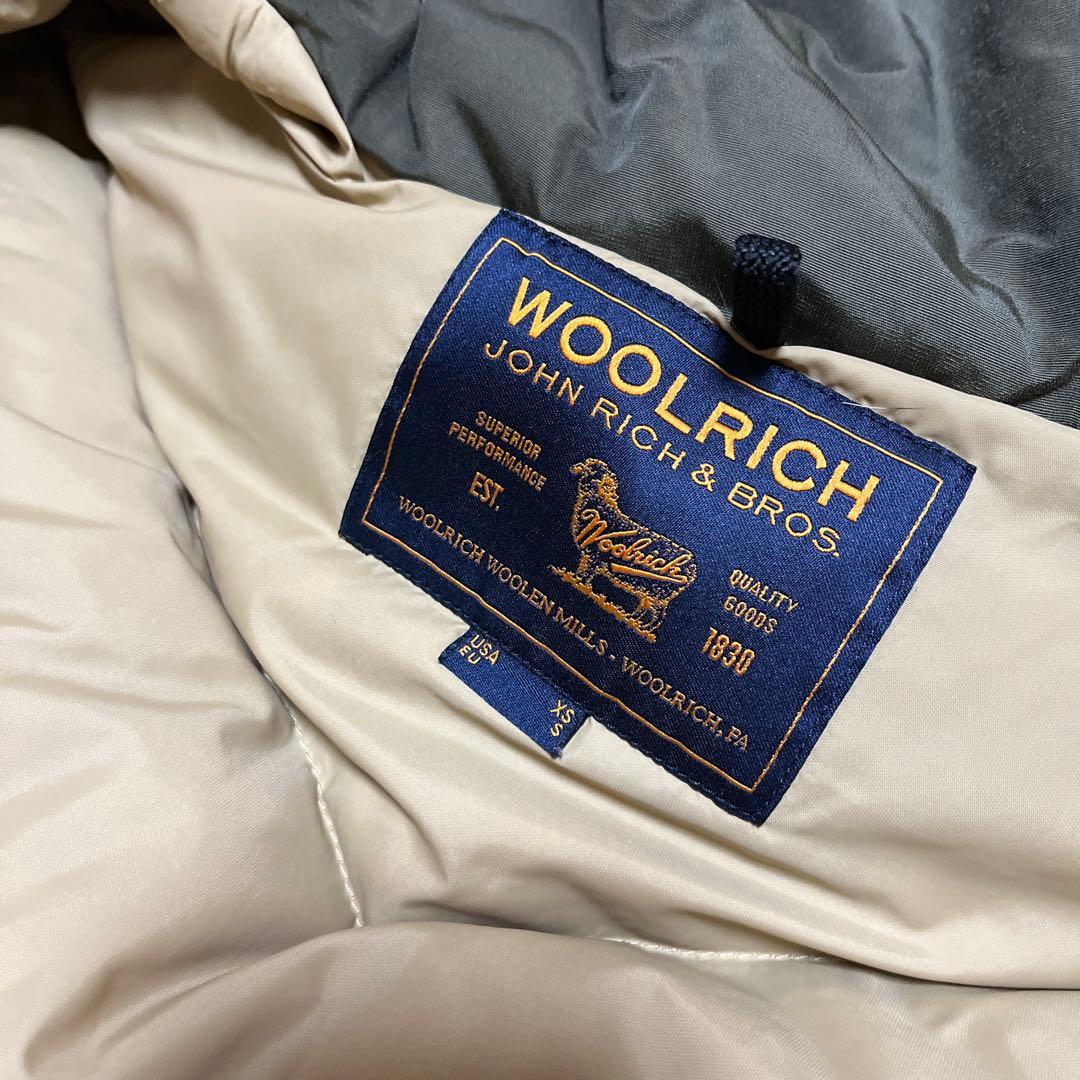 WOOLRICH
JOHN RICH & BROS.
SUPERIOR
PERFORMANCE
EST.
Woolrich
QUALITY
GOODS
1830
WOOLRICH WOOLEN MILLS - WOOLRICH, PA
USA XS
EU S